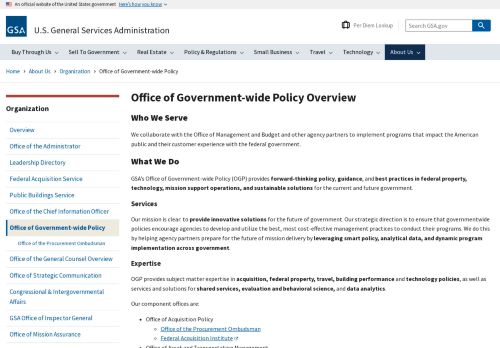 An official website of the United States government Here's how you know
GSA
U.S. General Services Administration
Per Diem Lookup
Search GSA.gov
Buy Through Us
Sell To Government
Real Estate
Policy & Regulations
Small Business
Travel
Technology
About Us
Home › About Us › Organization › Office of Government-wide Policy
Organization
Overview
Office of the Administrator
Leadership Directory
Federal Acquisition Service
Public Buildings Service
Office of the Chief Information Officer
Office of Government-wide Policy
Office of the Procurement Ombudsman
Office of the General Counsel Overview
Office of Strategic Communication
Congressional & Intergovernmental
Affairs
GSA Office of Inspector General
Office of Mission Assurance
Office of Government-wide Policy Overview
Who We Serve
We collaborate with the Office of Management and Budget and other agency partners to implement programs that impact the American
public and their customer experience with the federal government.
What We Do
GSA's Office of Government-wide Policy (OGP) provides forward-thinking policy, guidance, and best practices in federal property,
technology, mission support operations, and sustainable solutions for the current and future government.
Services
Our mission is clear: to provide innovative solutions for the future of government. Our strategic direction is to ensure that governmentwide
policies encourage agencies to develop and utilize the best, most cost-effective management practices to conduct their programs. We do this
by helping agency partners prepare for the future of mission delivery by leveraging smart policy, analytical data, and dynamic program
implementation across government.
Expertise
OGP provides subject matter expertise in acquisition, federal property, travel, building performance and technology policies, as well as
services and solutions for shared services, evaluation and behavioral science, and data analytics.
Our component offices are:
Office of Acquisition Policy
Office of the Procurement Ombudsman
Federal Acquisition Institute
Office of Asset and Transportation Management